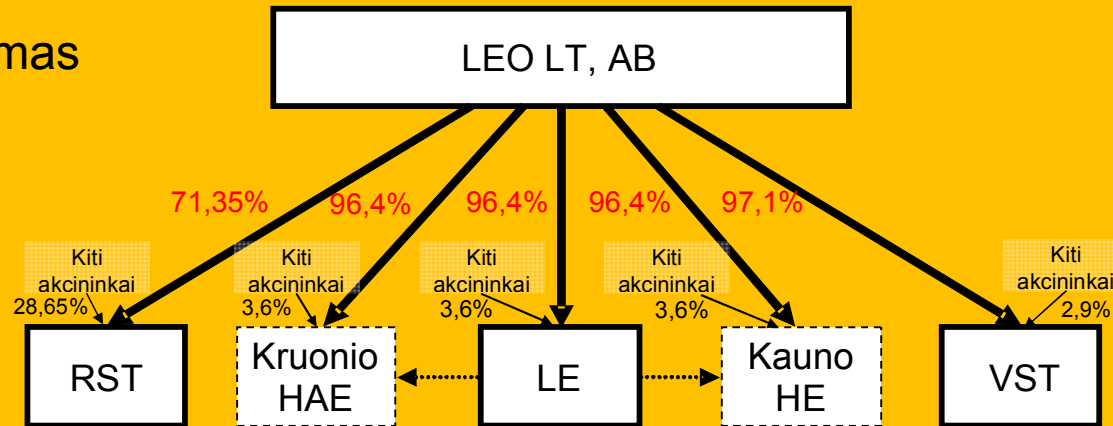 mas
LEO LT, AB
71,35%
96,4%
96,4%
96,4%
97,1%
Kiti
akcininkai
28,65%
Kiti
akcininkai
3,6%
Kiti
akcininkai
3,6%
Kiti
akcininkai
3,6%
Kiti
akcininkai
2,9%
RST
Kruonio
HAE
LE
Kauno
HE
VST